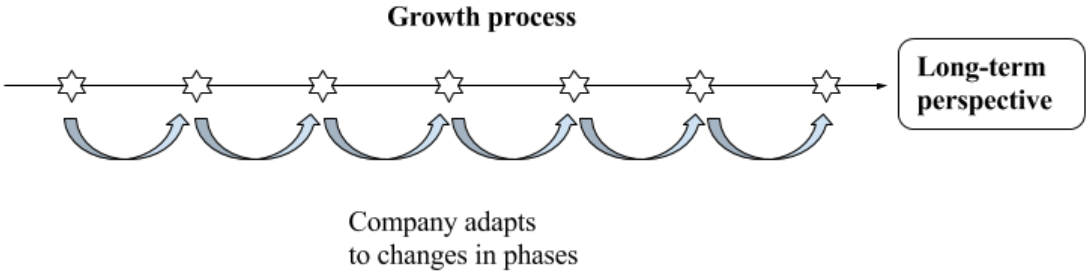 Growth process
Long-term
perspective
Company adapts
to changes in phases